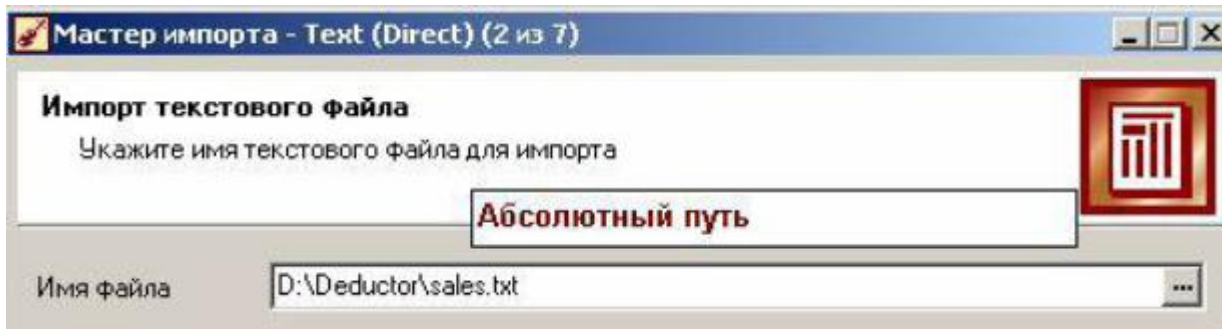 Мастер импорта - Text (Direct) (2 из 7)
Импорт текстового файла
Укажите имя текстового файла для импорта
Абсолютный путь
Имя файла D:\Deductor\sales.txt ...